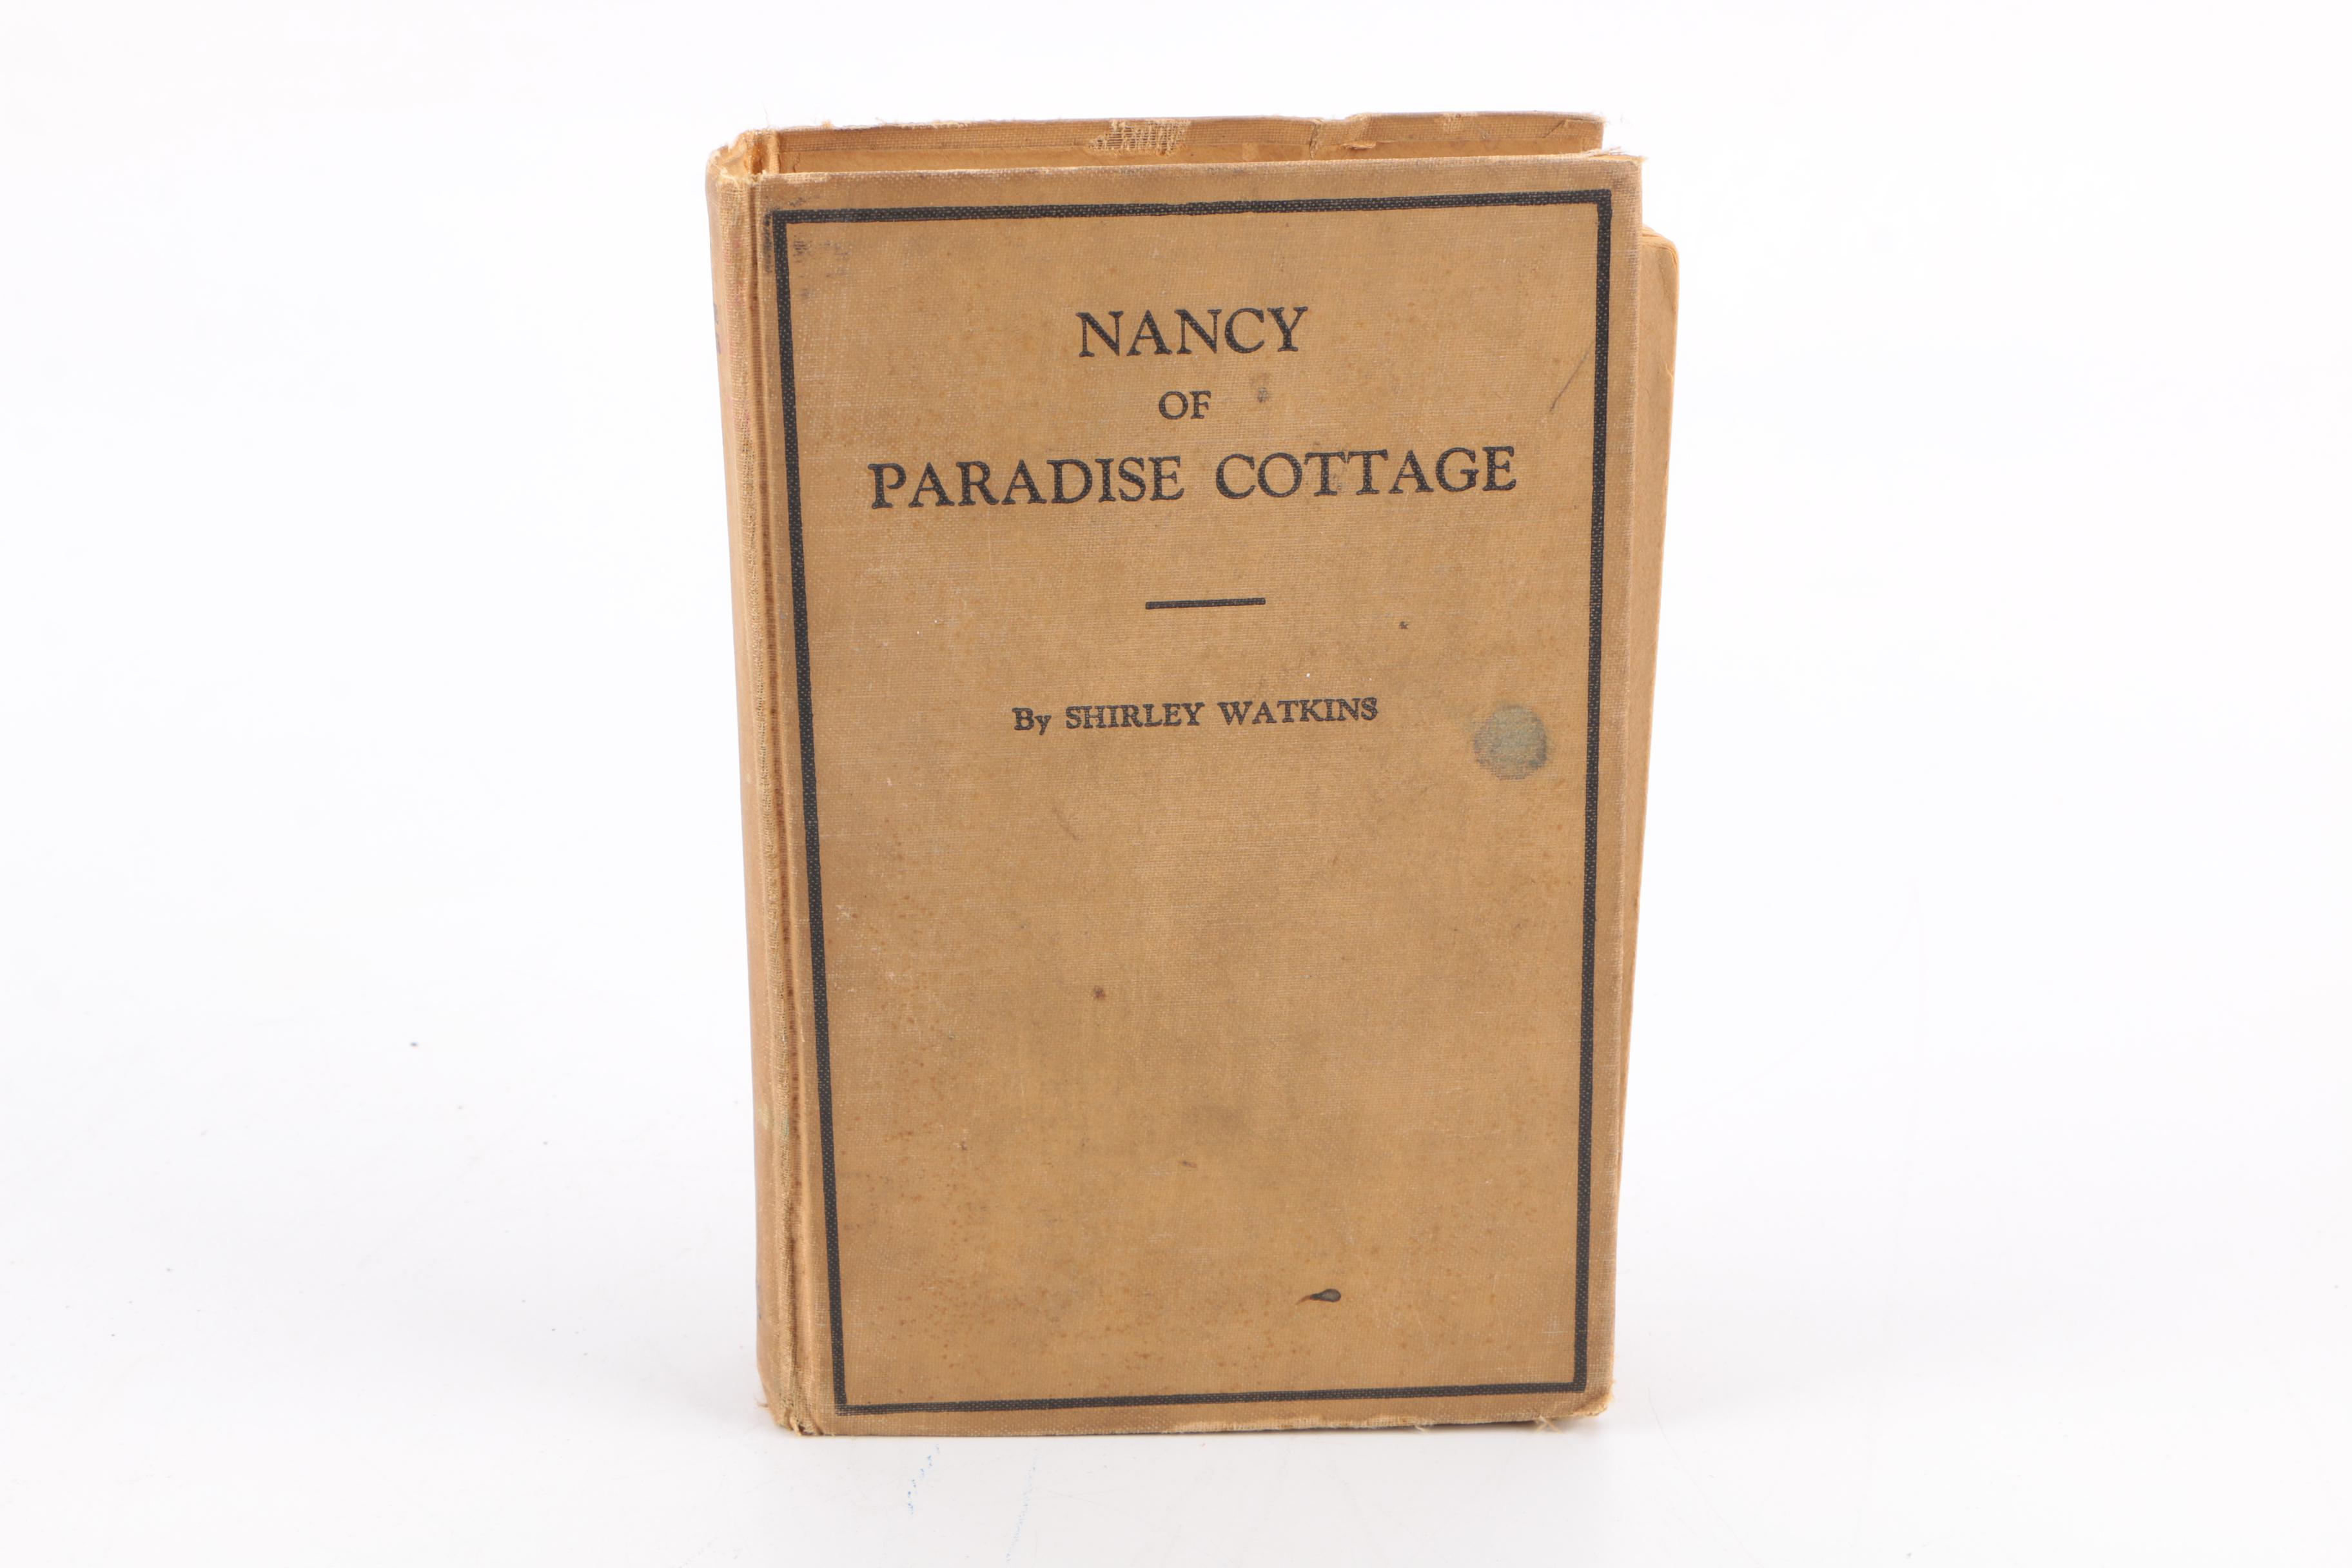 NANCY
OF
PARADISE COTTAGE
By SHIRLEY WATKINS